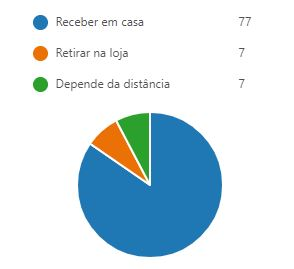 Receber em casa 77
Retirar na loja 7
Depende da distância 7